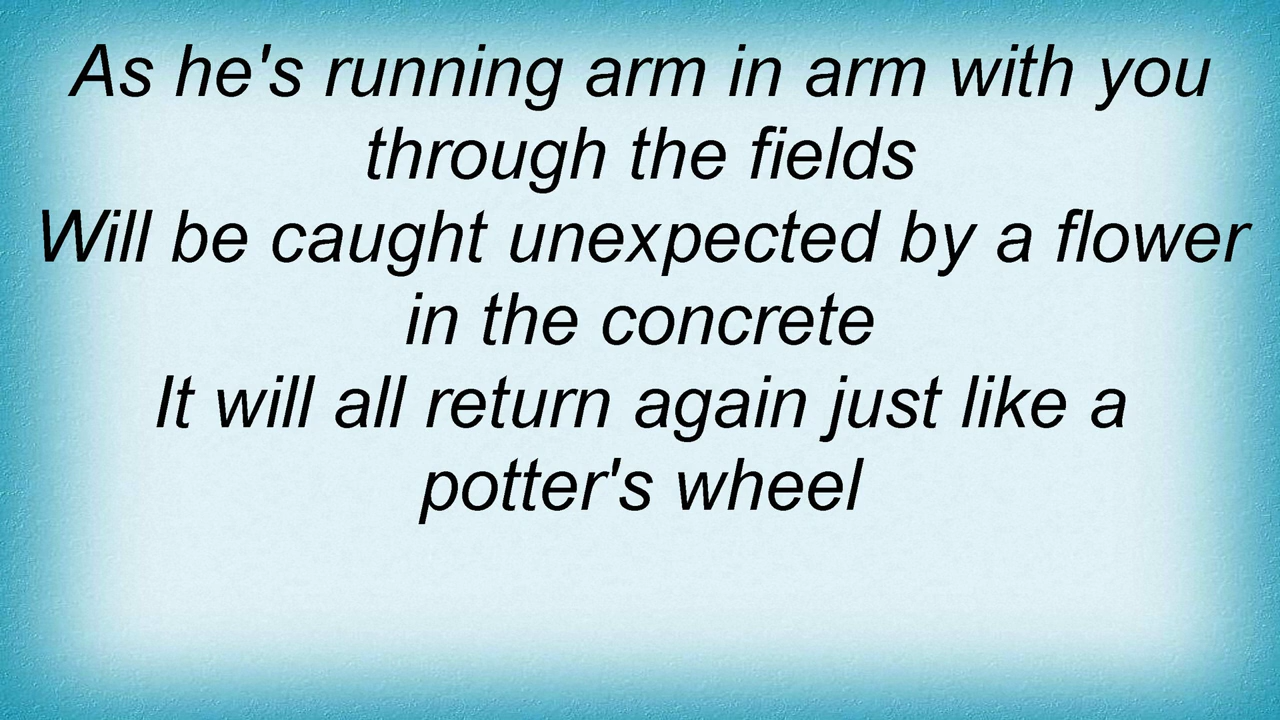 As he's running arm in arm with you
through the fields
Will be caught unexpected by a flower
in the concrete
It will all return again just like a
potter's wheel